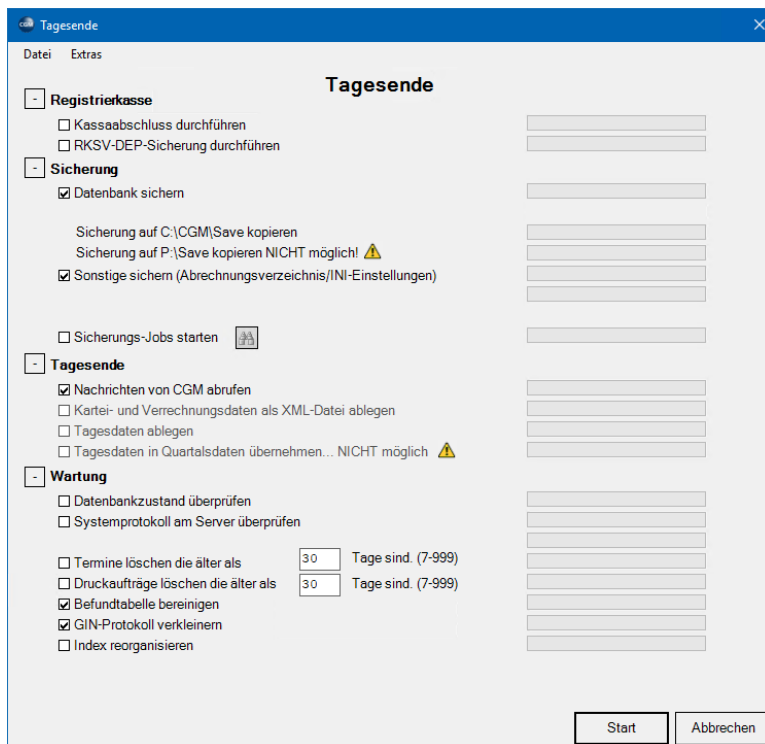 CGM Tagesende
Datei Extras
Tagesende
- Registrierkasse
Kassaabschluss durchführen
RKSV-DEP-Sicherung durchführen
- Sicherung
Datenbank sichern
Sicherung auf C:\CGM\Save kopieren
Sicherung auf P:\Save kopieren NICHT möglich!
Sonstige sichern (Abrechnungsverzeichnis/INI-Einstellungen)
Sicherungs-Jobs starten
- Tagesende
Nachrichten von CGM abrufen
Kartei- und Verrechnungsdaten als XML-Datei ablegen
Tagesdaten ablegen
Tagesdaten in Quartalsdaten übernehmen... NICHT möglich
- Wartung
Datenbankzustand überprüfen
Systemprotokoll am Server überprüfen
Termine löschen die älter als 30 Tage sind. (7-999)
Druckaufträge löschen die älter als 30 Tage sind. (7-999)
Befundtabelle bereinigen
GIN-Protokoll verkleinern
Index reorganisieren
Start Abbrechen